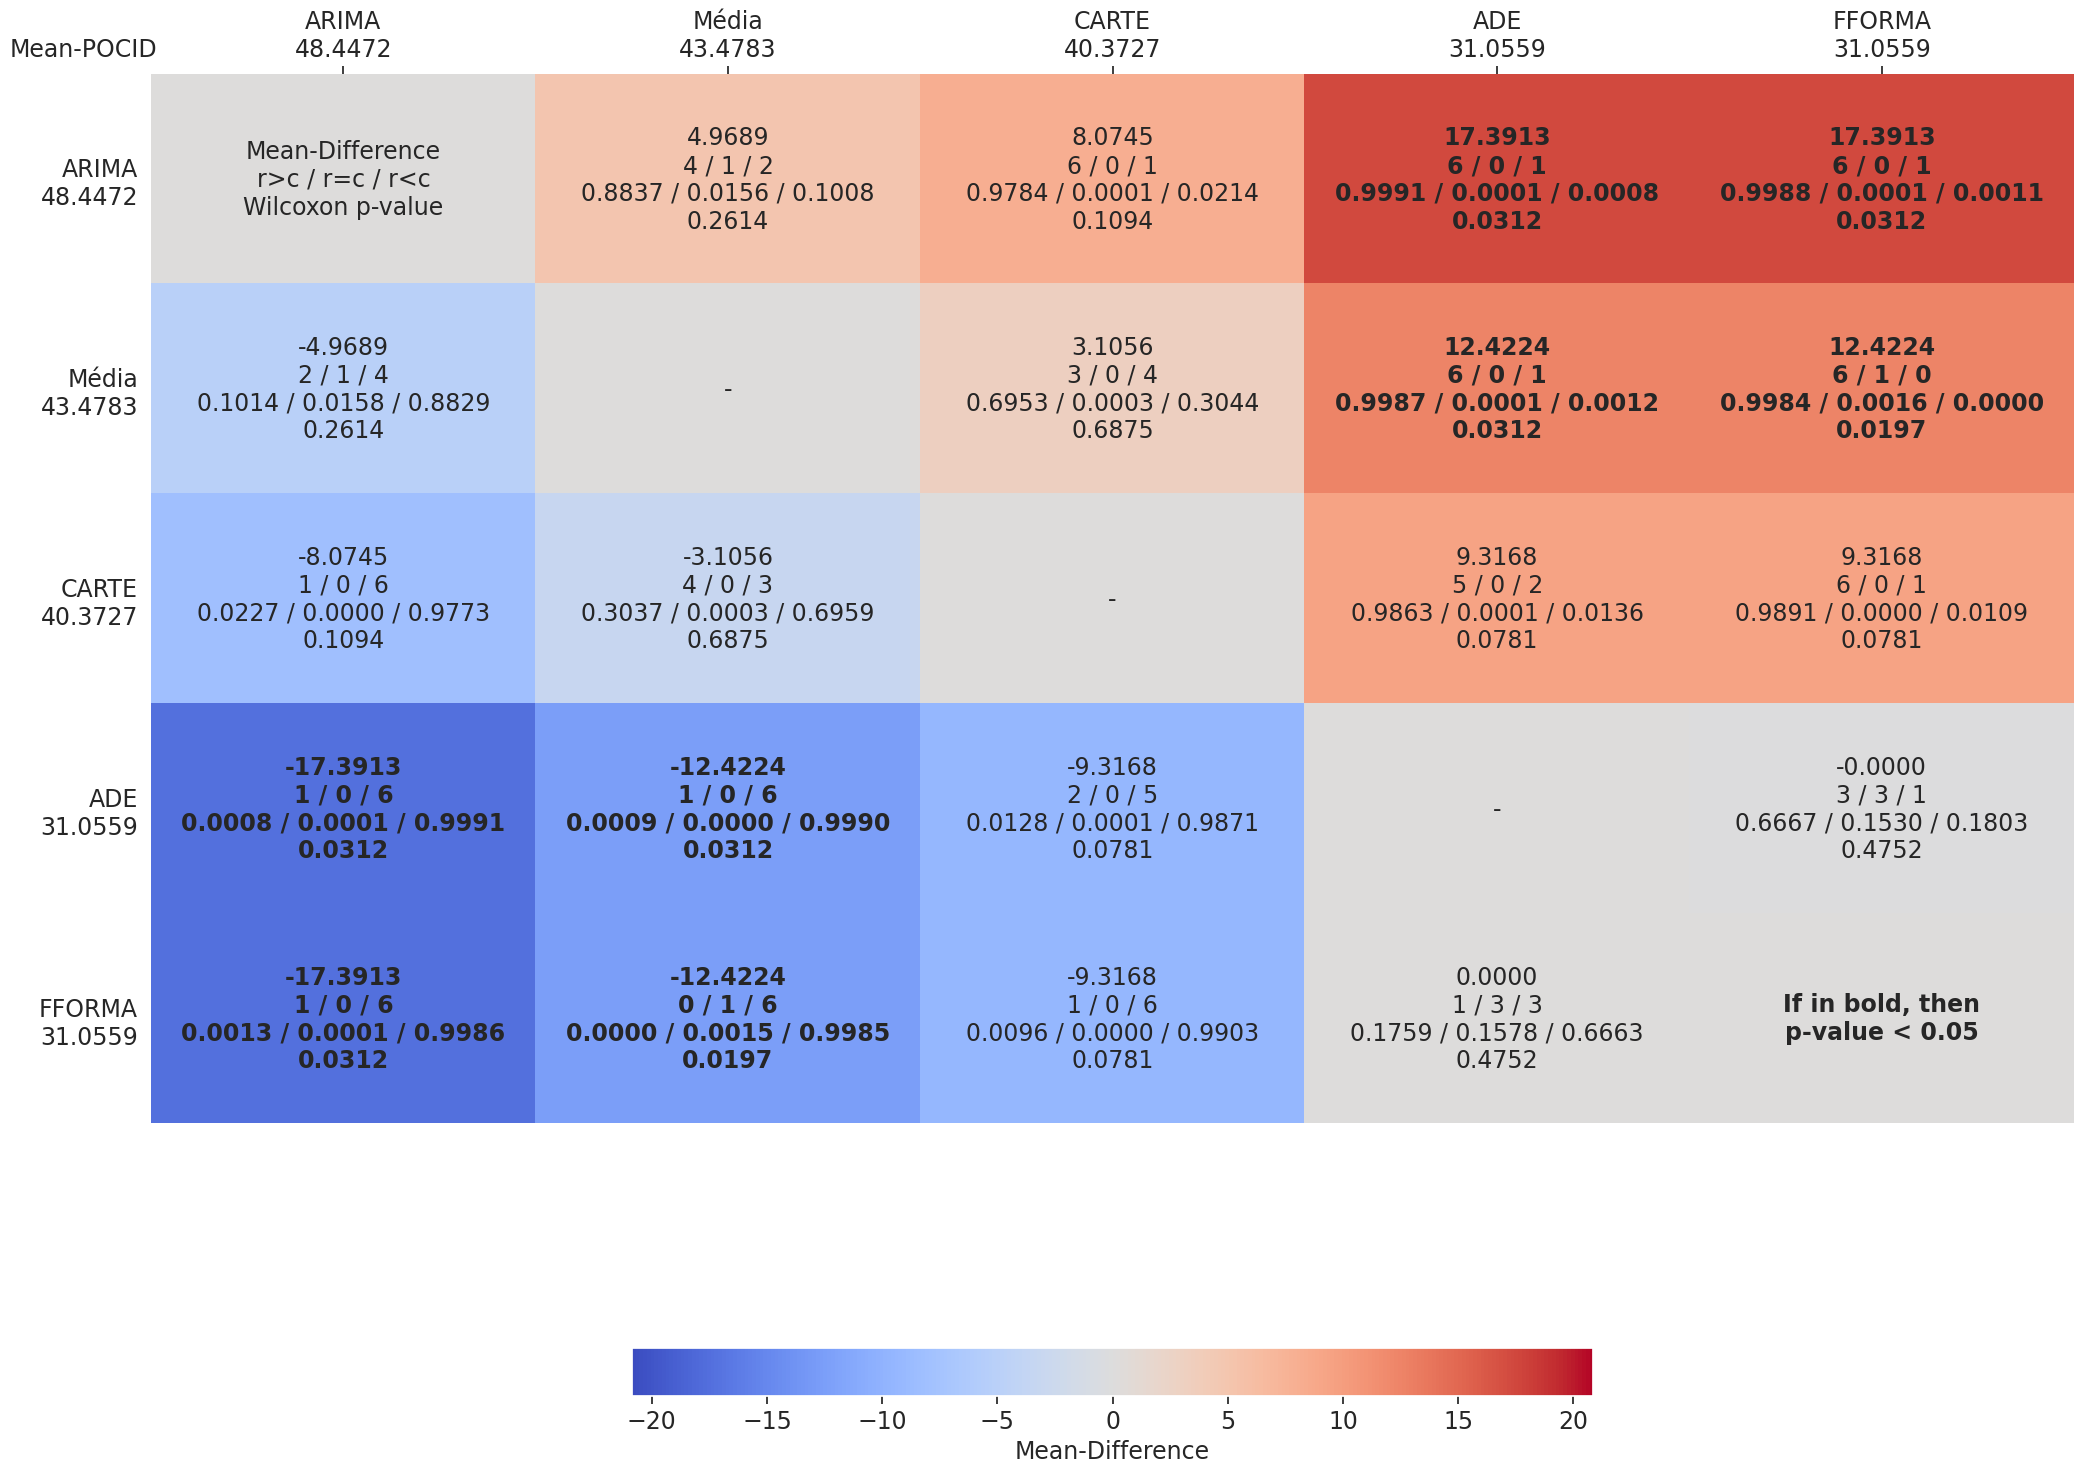 ARIMA
48.4472
Média
43.4783
CARTE
40.3727
ADE
31.0559
FFORMA
31.0559
Mean-POCID
ARIMA
48.4472
Mean-Difference
r>c / r=c / r<c
Wilcoxon p-value
4.9689
4 / 1 / 2
0.8837 / 0.0156 / 0.1008
0.2614
8.0745
6 / 0 / 1
0.9784 / 0.0001 / 0.0214
0.1094
17.3913
6 / 0 / 1
0.9991 / 0.0001 / 0.0008
0.0312
17.3913
6 / 0 / 1
0.9988 / 0.0001 / 0.0011
0.0312
Média
43.4783
-4.9689
2 / 1 / 4
0.1014 / 0.0158 / 0.8829
0.2614
-
3.1056
3 / 0 / 4
0.6953 / 0.0003 / 0.3044
0.6875
12.4224
6 / 0 / 1
0.9987 / 0.0001 / 0.0012
0.0312
12.4224
6 / 1 / 0
0.9984 / 0.0016 / 0.0000
0.0197
CARTE
40.3727
-8.0745
1 / 0 / 6
0.0227 / 0.0000 / 0.9773
0.1094
-3.1056
4 / 0 / 3
0.3037 / 0.0003 / 0.6959
0.6875
-
9.3168
5 / 0 / 2
0.9863 / 0.0001 / 0.0136
0.0781
9.3168
6 / 0 / 1
0.9891 / 0.0000 / 0.0109
0.0781
ADE
31.0559
-17.3913
1 / 0 / 6
0.0008 / 0.0001 / 0.9991
0.0312
-12.4224
1 / 0 / 6
0.0009 / 0.0000 / 0.9990
0.0312
-9.3168
2 / 0 / 5
0.0128 / 0.0001 / 0.9871
0.0781
-
-0.0000
3 / 3 / 1
0.6667 / 0.1530 / 0.1803
0.4752
FFORMA
31.0559
-17.3913
1 / 0 / 6
0.0013 / 0.0001 / 0.9986
0.0312
-12.4224
0 / 1 / 6
0.0000 / 0.0015 / 0.9985
0.0197
-9.3168
1 / 0 / 6
0.0096 / 0.0000 / 0.9903
0.0781
0.0000
1 / 3 / 3
0.1759 / 0.1578 / 0.6663
0.4752
If in bold, then
p-value < 0.05
−20 −15 −10 −5 0 5 10 15 20
Mean-Difference